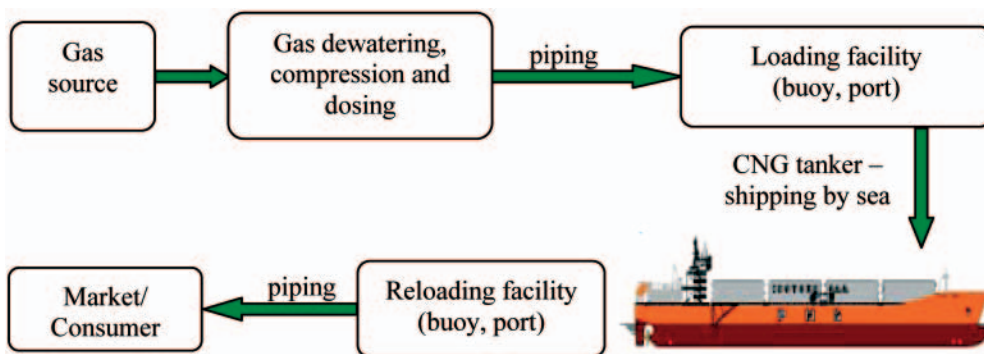 Gas
source
Gas dewatering,
compression and
dosing
piping
Loading facility
(buoy, port)
CNG tanker –
shipping by sea
Market/
Consumer
piping
Reloading facility
(buoy, port)